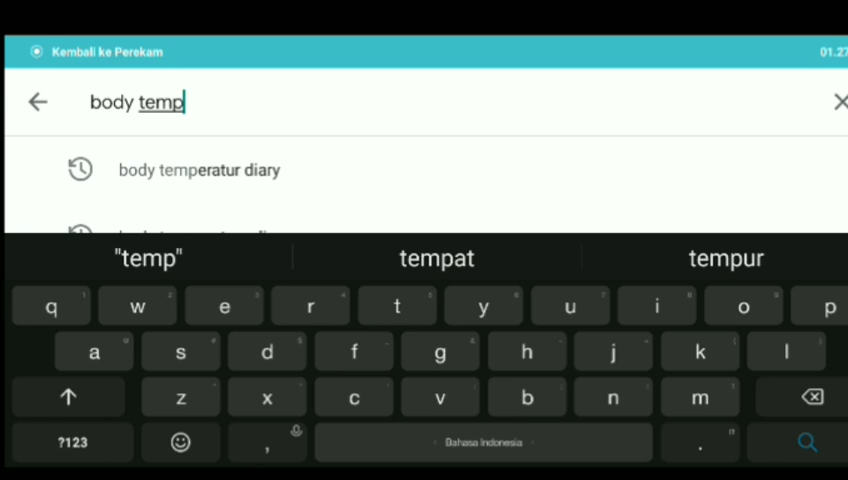 Kembali ke Perekam 01.27
body temp
body temperatur diary
"temp" tempat tempur
q w e r t y u i o p
a s d f g h j k l
z x c v b n m
?123 , Bahasa Indonesia .